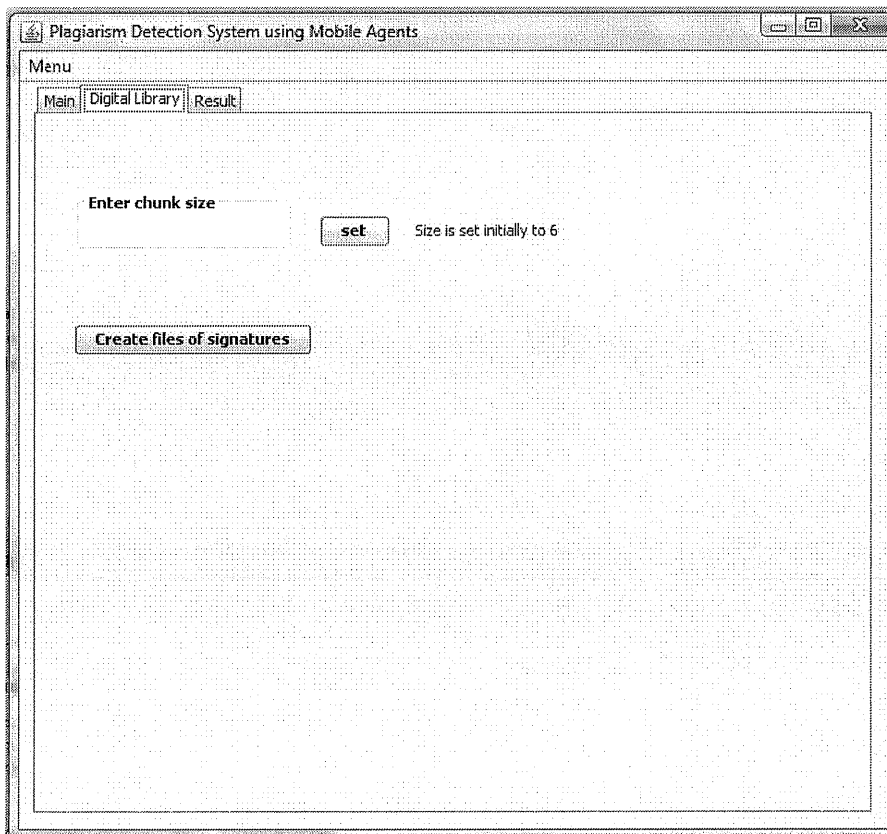 Plagiarism Detection System using Mobile Agents
Menu
Main Digital Library Result
Enter chunk size
set Size is set initially to 6
Create files of signatures